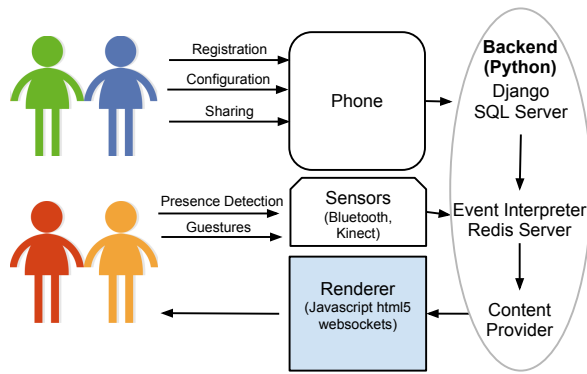 Registration
Configuration
Sharing
Phone
Backend
(Python)
Django
SQL Server
Presence Detection
Guestures
Sensors
(Bluetooth,
Kinect)
Event Interpreter
Redis Server
Renderer
(Javascript html5
websockets)
Content
Provider